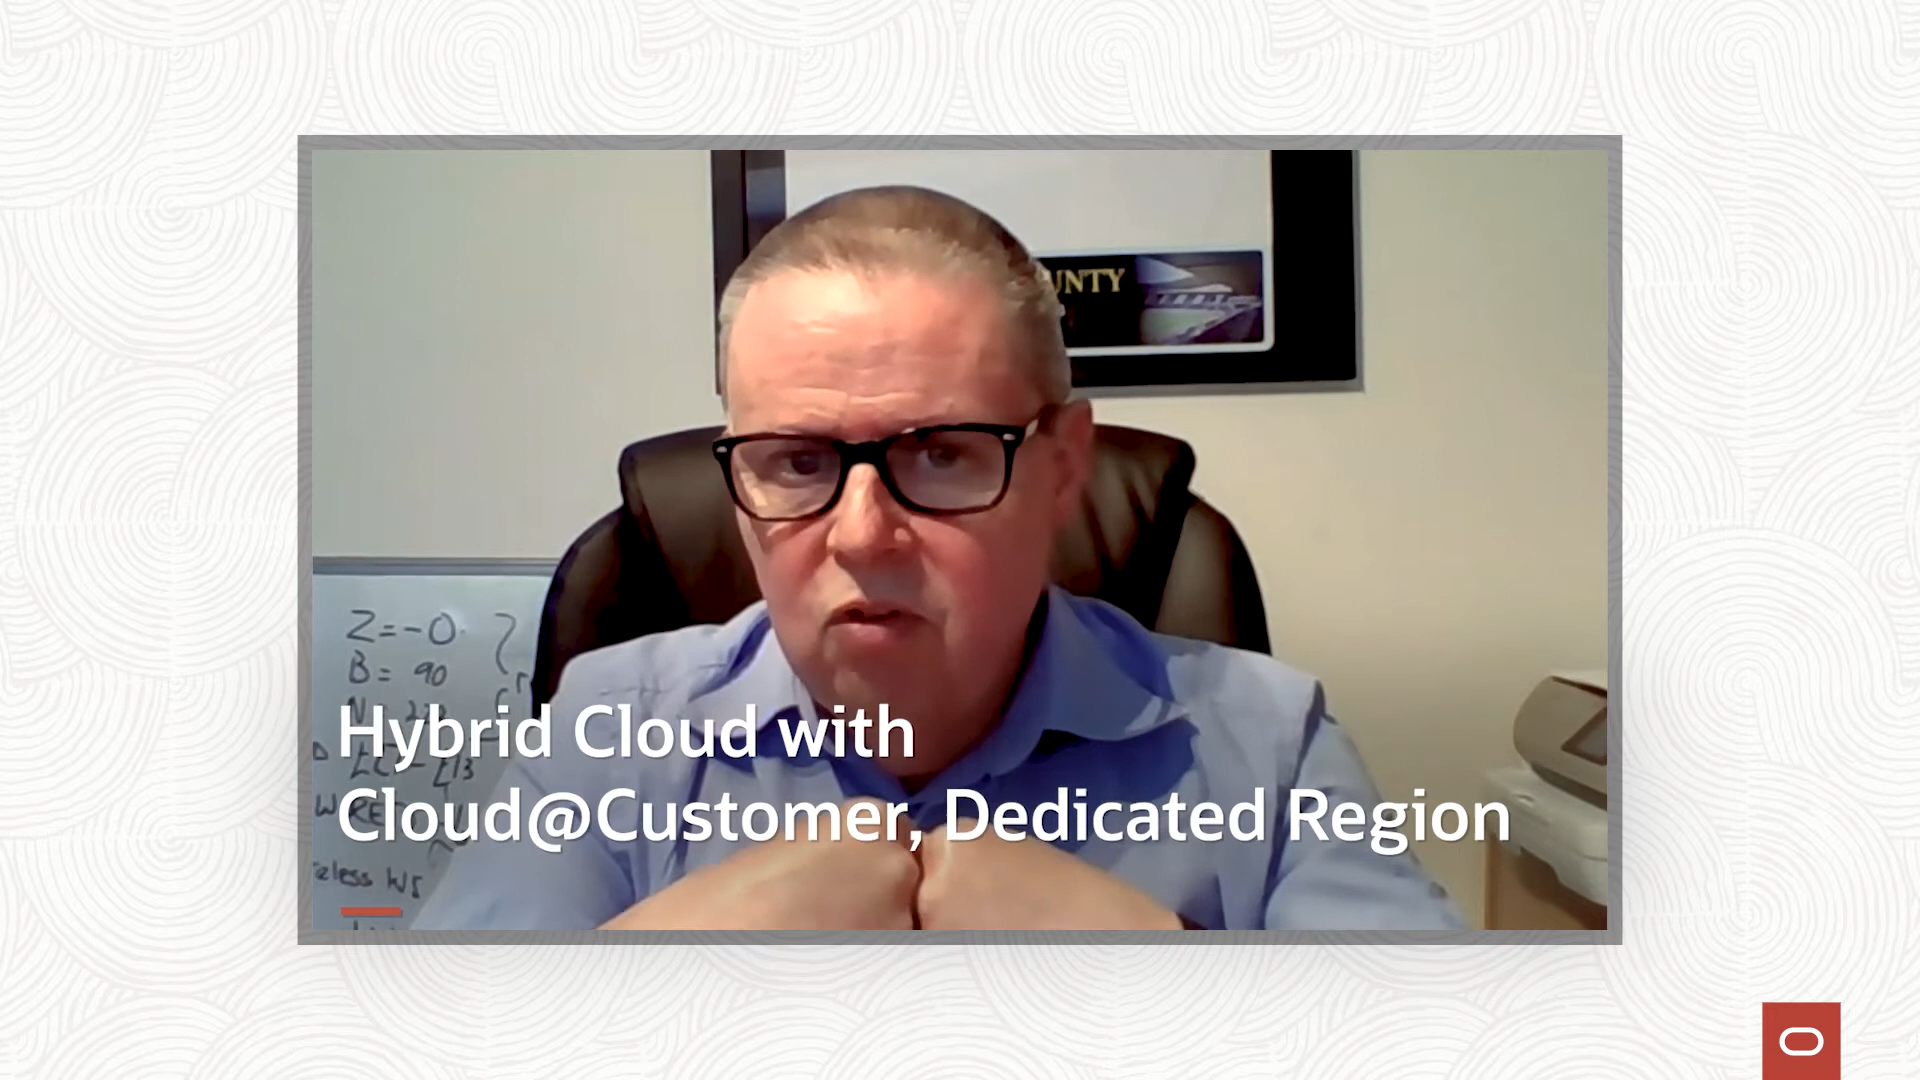 UNTY
Z=-0
B= 90
Hybrid Cloud with
Cloud@Customer, Dedicated Region